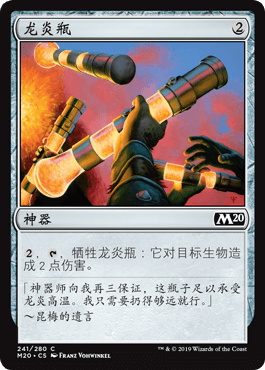 龙炎瓶 2
M20
神器
2，T，牺牲龙炎瓶：它对目标生物造
成2点伤害。
「神器师向我再三保证，这瓶子足以承受
龙炎高温。我只需要扔得够远就行。」
～昆梅的遗言
241/280 C
M20 • CS FRANZ VOHWINKEL
™ & © 2019 Wizards of the Coast